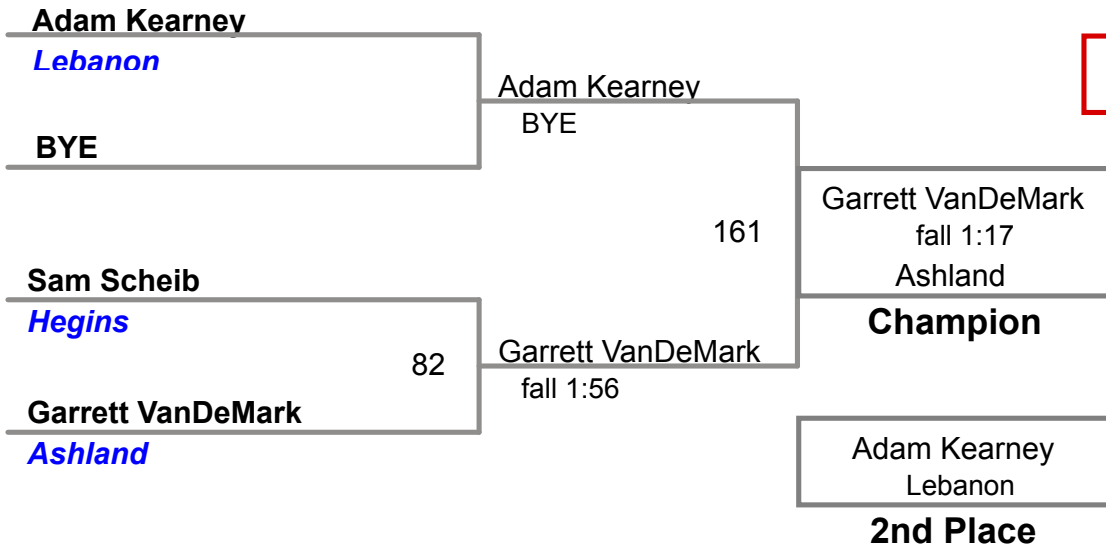 Adam Kearney
Lebanon
BYE
Adam Kearney
BYE
Sam Scheib
Hegins
82
Garrett VanDeMark
Ashland
Garrett VanDeMark
fall 1:56
161
Garrett VanDeMark
fall 1:17
Ashland
Champion
Adam Kearney
Lebanon
2nd Place